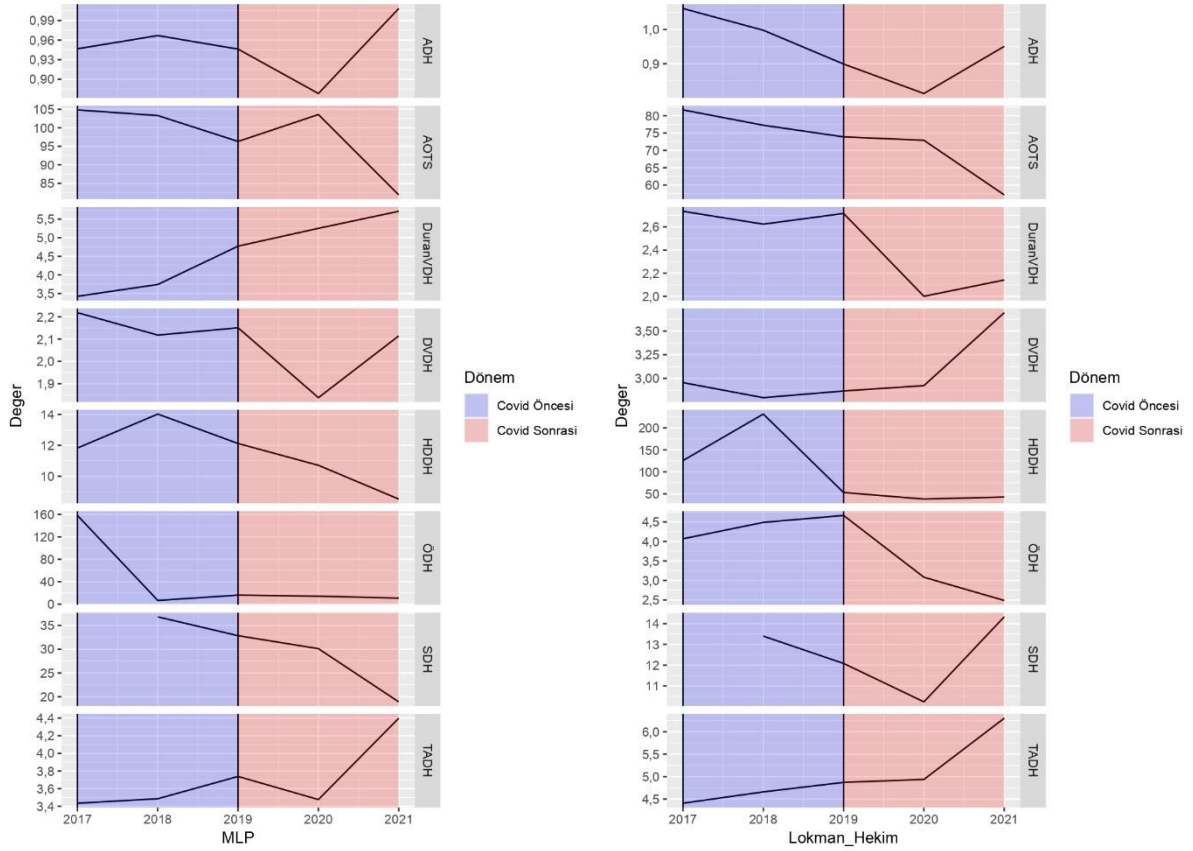 0,99
0,96
0,93
0,90
ADH
105
100
95
90
85
AOTS
5,5
5,0
4,5
4,0
3,5
DuranVDH
2,2
2,1
2,0
1,9
DVDH
14
12
10
HDDH
160
120
80
40
0
ÖDH
35
30
25
20
SDH
4,4
4,2
4,0
3,8
3,6
3,4
TADH
2017 2018 2019 2020 2021
MLP
Deger
Dönem
Covid Öncesi
Covid Sonrasi
1,0
0,9
ADH
80
75
70
65
60
AOTS
2,6
2,4
2,2
2,0
DuranVDH
3,50
3,25
3,00
DVDH
200
150
100
50
HDDH
4,5
4,0
3,5
3,0
2,5
ÖDH
14
13
12
11
SDH
6,0
5,5
5,0
4,5
TADH
2017 2018 2019 2020 2021
Lokman_Hekim
Deger
Dönem
Covid Öncesi
Covid Sonrasi